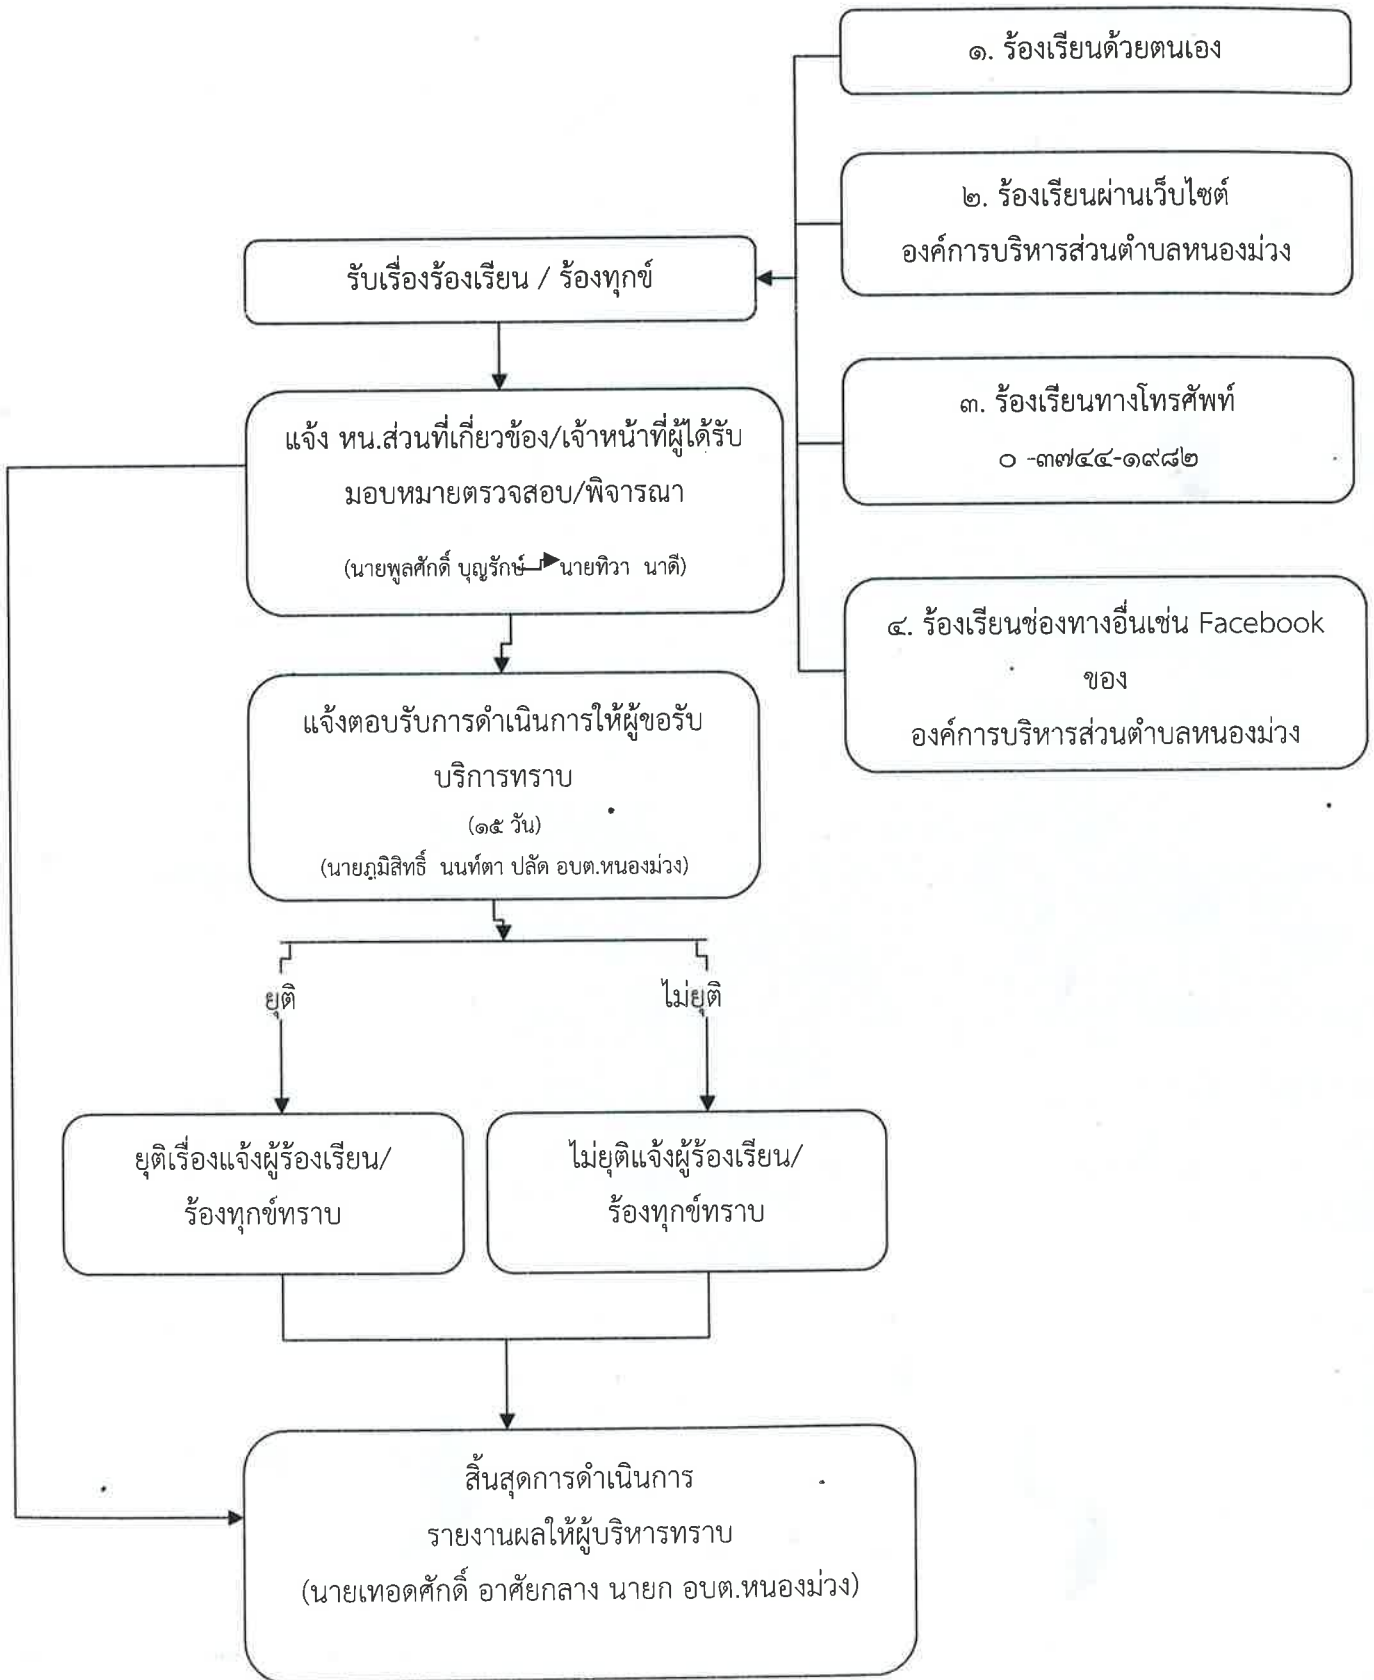 ๑. ร้องเรียนด้วยตนเอง
๒. ร้องเรียนผ่านเว็บไซต์
องค์การบริหารส่วนตำบลหนองม่วง
๓. ร้องเรียนทางโทรศัพท์
๐ -๓๗๔๔-๑๙๘๒
๔. ร้องเรียนช่องทางอื่นเช่น Facebook
ของ
องค์การบริหารส่วนตำบลหนองม่วง
รับเรื่องร้องเรียน / ร้องทุกข์
แจ้ง หน.ส่วนที่เกี่ยวข้อง/เจ้าหน้าที่ผู้ได้รับ
มอบหมายตรวจสอบ/พิจารณา
(นายพูลศักดิ์ บุญรักษ์ นายทิวา นาดี)
แจ้งตอบรับการดำเนินการให้ผู้ขอรับ
บริการทราบ
(๑๕ วัน)
(นายภูมิสิทธิ์ นนท์ตา ปลัด อบต.หนองม่วง)
ยุติ
ไม่ยุติ
ยุติเรื่องแจ้งผู้ร้องเรียน/
ร้องทุกข์ทราบ
ไม่ยุติแจ้งผู้ร้องเรียน/
ร้องทุกข์ทราบ
สิ้นสุดการดำเนินการ
รายงานผลให้ผู้บริหารทราบ
(นายเทอดศักดิ์ อาศัยกลาง นายก อบต.หนองม่วง)